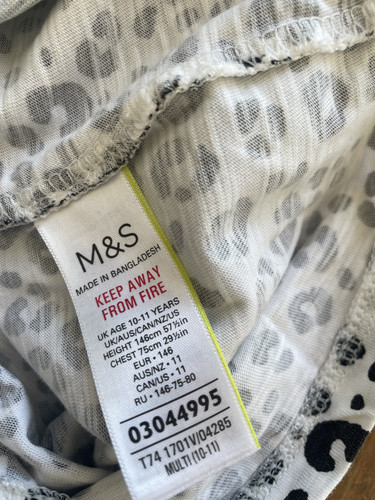 M&S
MADE IN BANGLADESH
KEEP AWAY
FROM FIRE
UK AGE 10-11 YEARS
UK/AUS/CAN/NZ/US
HEIGHT 146cm 57½in
CHEST 75cm 29½in
EUR • 146
AUS/NZ • 11
CAN/US • 11
RU • 146-75-80
03044995
T74 1701V/04285
MULTI (10-11)